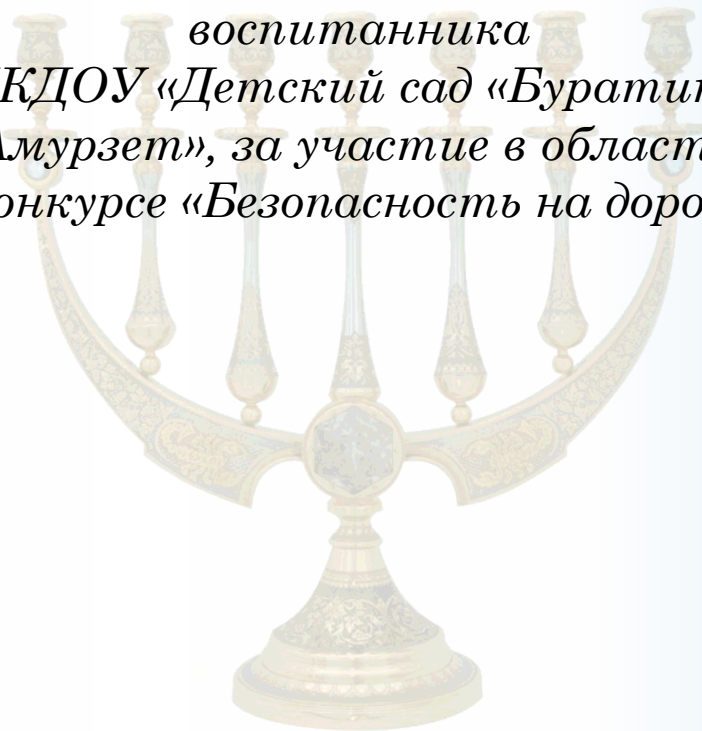 воспитанника
КДОУ «Детский сад «Буратин
Амурзет», за участие в област
онкурсе «Безопасность на доро